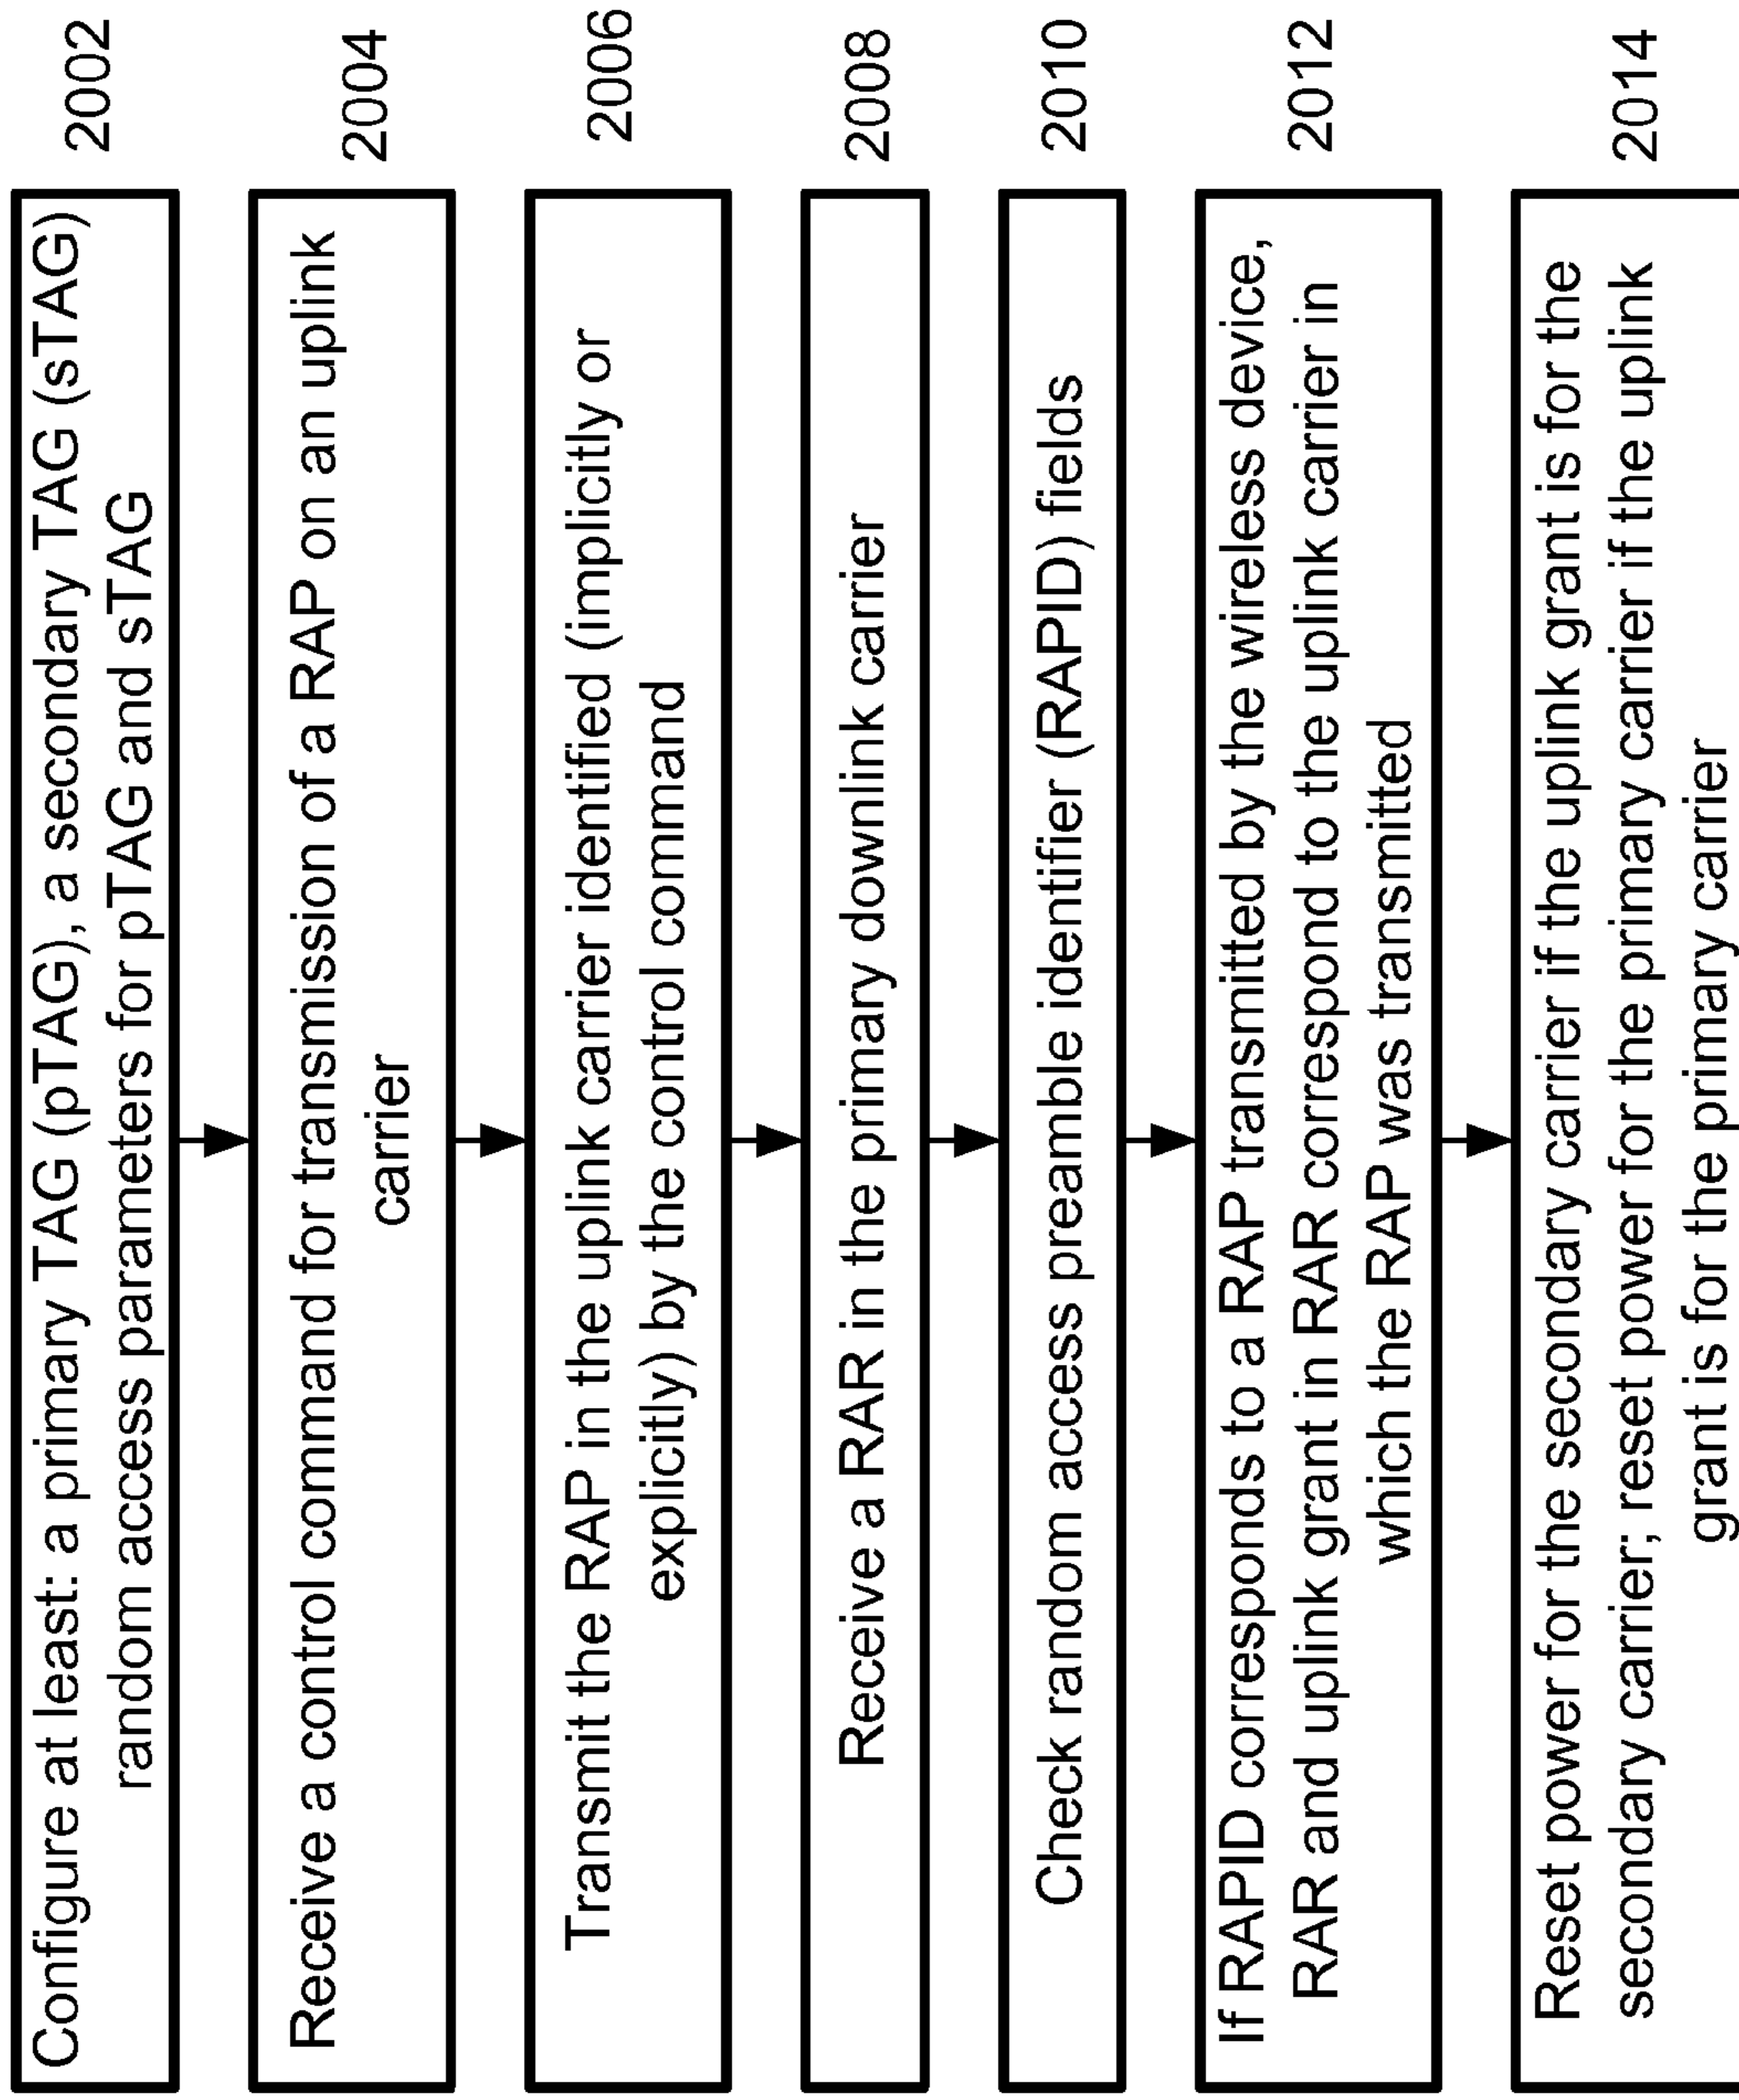 Configure at least: a primary TAG (pTAG), a secondary TAG (sTAG)
random access parameters for pTAG and sTAG
2002
Receive a control command for transmission of a RAP on an uplink
carrier
2004
Transmit the RAP in the uplink carrier identified (implicitly or
explicitly) by the control command
2006
Receive a RAR in the primary downlink carrier
2008
Check random access preamble identifier (RAPID) fields
2010
If RAPID corresponds to a RAP transmitted by the wireless device,
RAR and uplink grant in RAR correspond to the uplink carrier in
which the RAP was transmitted
2012
Reset power for the secondary carrier if the uplink grant is for the
secondary carrier; reset power for the primary carrier if the uplink
grant is for the primary carrier
2014